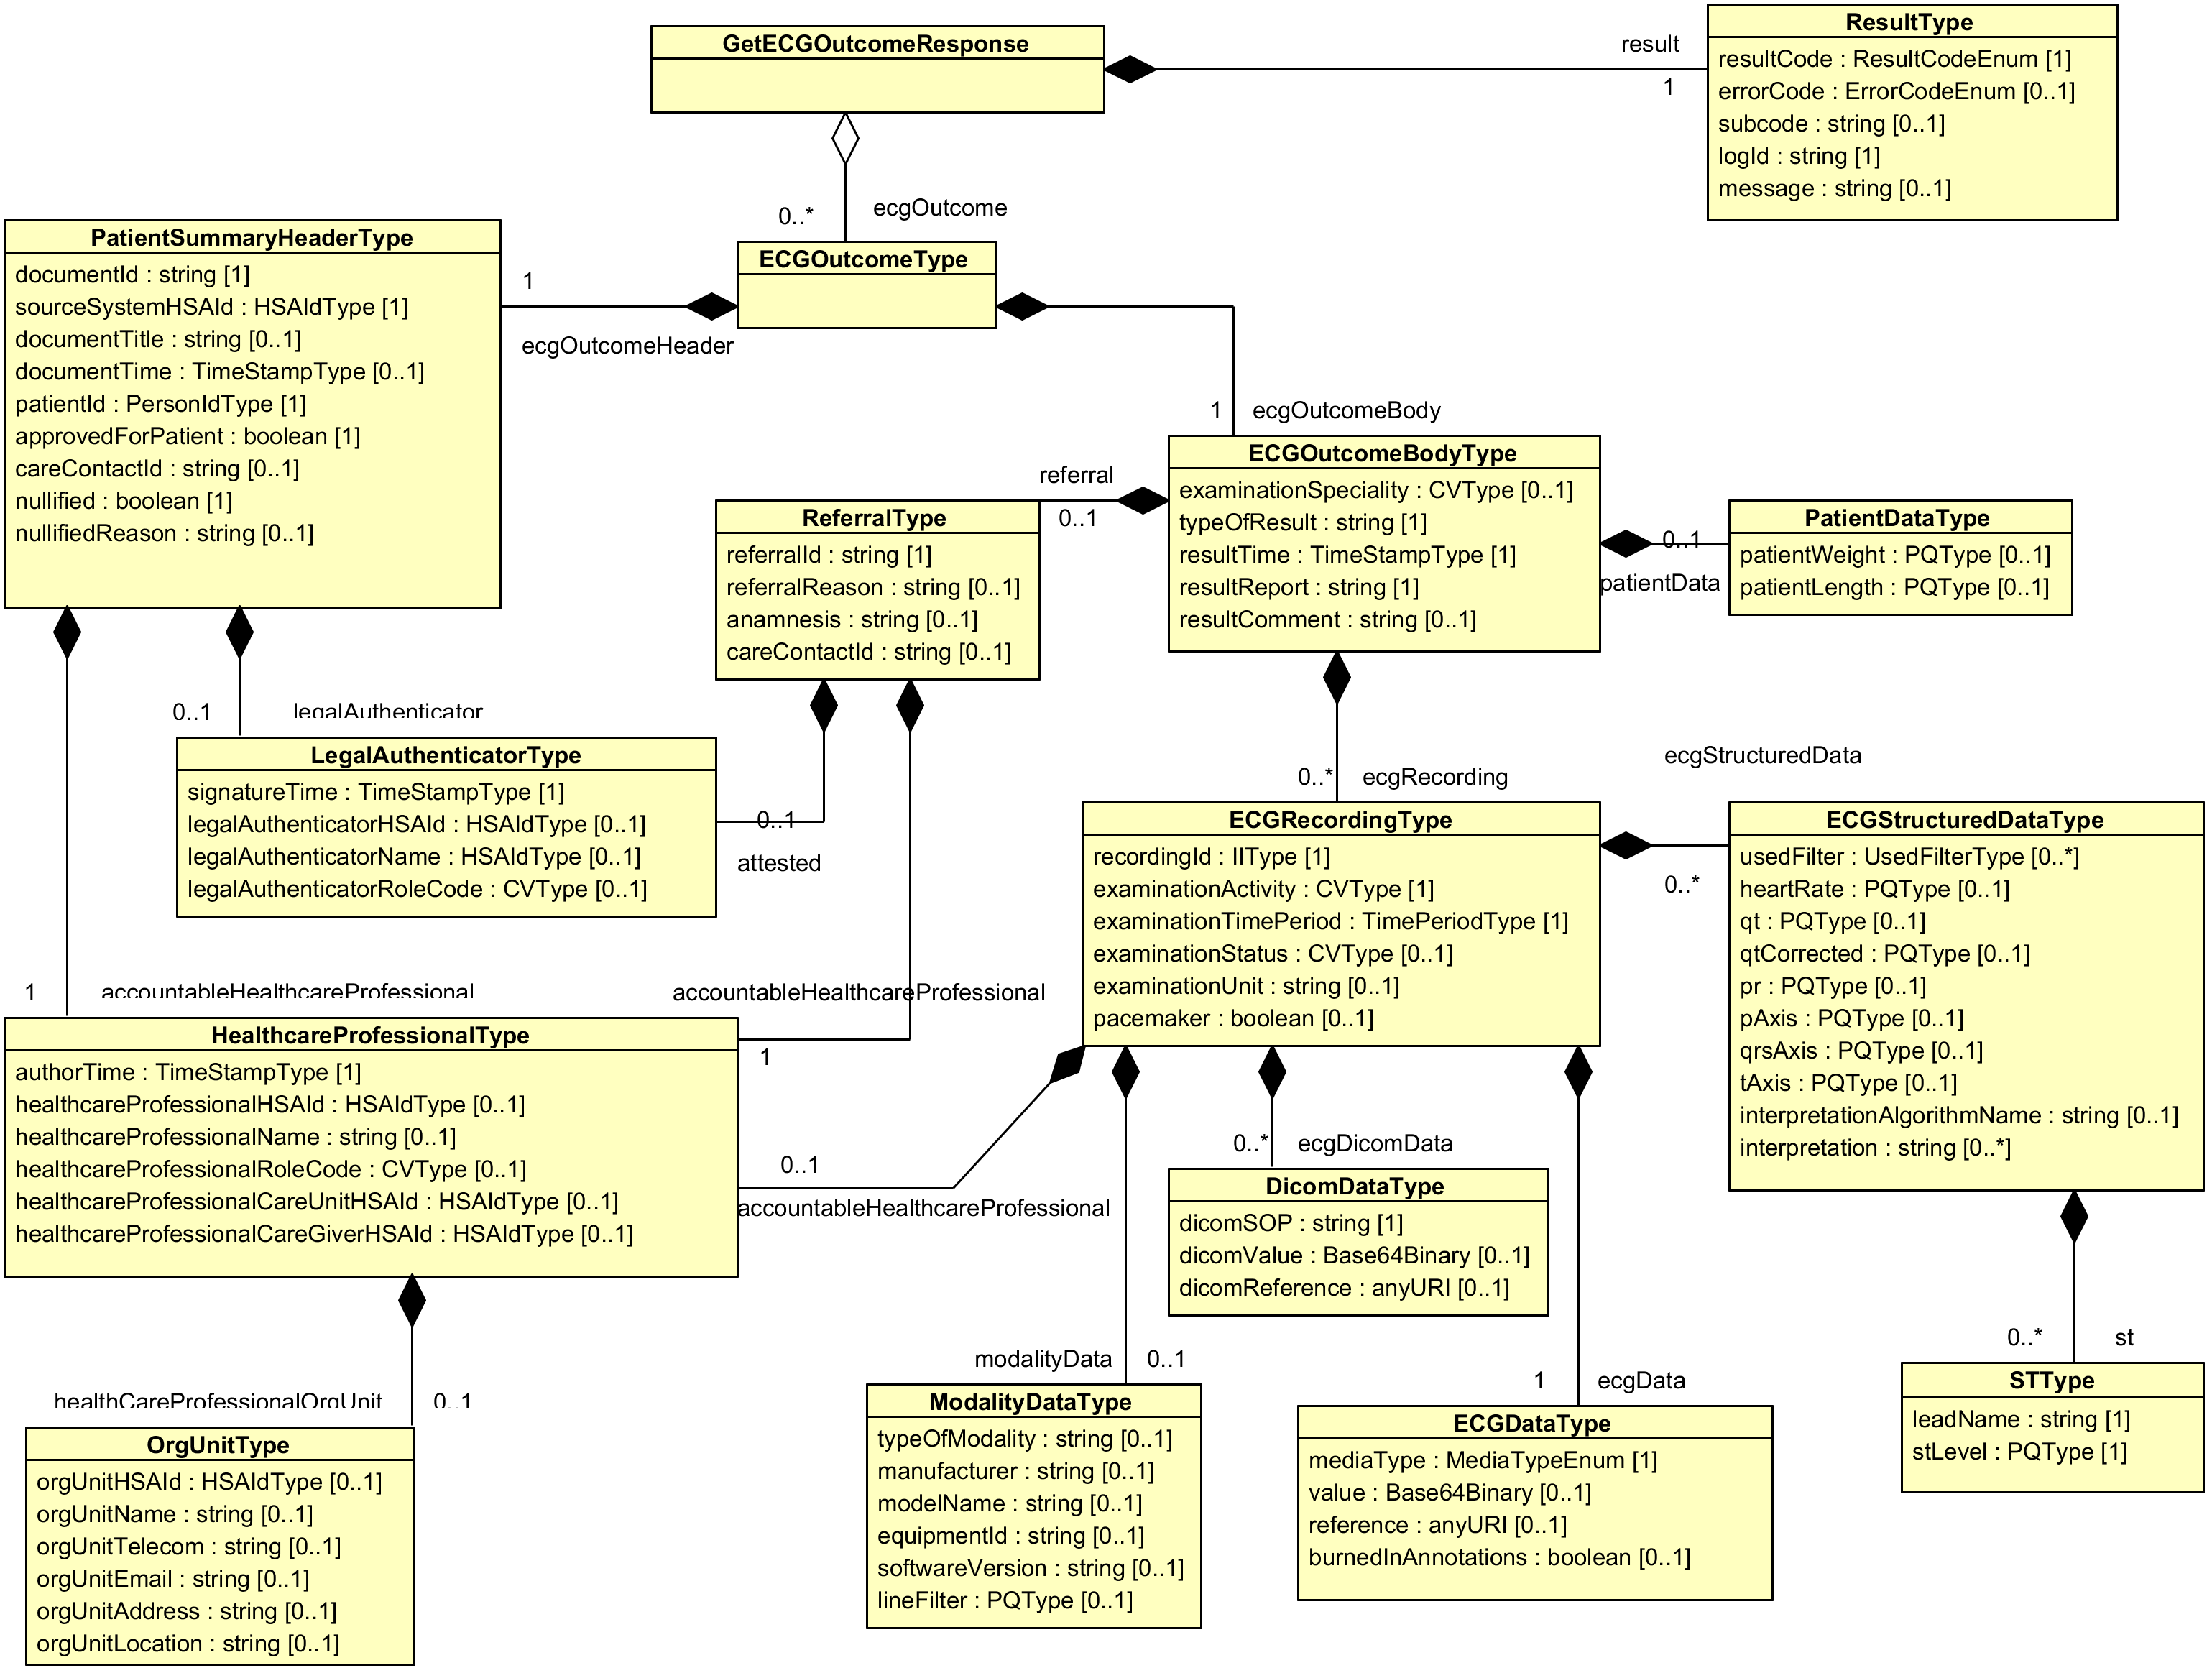 GetECGOutcomeResponse
result
1
ResultType
resultCode : ResultCodeEnum [1]
errorCode : ErrorCodeEnum [0..1]
subcode : string [0..1]
logId : string [1]
message : string [0..1]
0..*
ecgOutcome
PatientSummaryHeaderType
documentId : string [1]
sourceSystemHSAId : HSAIdType [1]
documentTitle : string [0..1]
documentTime : TimeStampType [0..1]
patientId : PersonIdType [1]
approvedForPatient : boolean [1]
careContactId : string [0..1]
nullified : boolean [1]
nullifiedReason : string [0..1]
1
ecgOutcomeHeader
ECGOutcomeType
1
ecgOutcomeBody
ECGOutcomeBodyType
examinationSpeciality : CVType [0..1]
typeOfResult : string [1]
resultTime : TimeStampType [1]
resultReport : string [1]
resultComment : string [0..1]
referral
0..1
ReferralType
referralId : string [1]
referralReason : string [0..1]
anamnesis : string [0..1]
careContactId : string [0..1]
0..1
patientData
PatientDataType
patientWeight : PQType [0..1]
patientLength : PQType [0..1]
0..1
legalAuthenticator
LegalAuthenticatorType
signatureTime : TimeStampType [1]
legalAuthenticatorHSAId : HSAIdType [0..1]
legalAuthenticatorName : HSAIdType [0..1]
legalAuthenticatorRoleCode : CVType [0..1]
0..1
attested
0..*
ecgRecording
ECGRecordingType
recordingId : IIType [1]
examinationActivity : CVType [1]
examinationTimePeriod : TimePeriodType [1]
examinationStatus : CVType [0..1]
examinationUnit : string [0..1]
pacemaker : boolean [0..1]
ecgStructuredData
0..*
ECGStructuredDataType
usedFilter : UsedFilterType [0..*]
heartRate : PQType [0..1]
qt : PQType [0..1]
qtCorrected : PQType [0..1]
pr : PQType [0..1]
pAxis : PQType [0..1]
qrsAxis : PQType [0..1]
tAxis : PQType [0..1]
interpretationAlgorithmName : string [0..1]
interpretation : string [0..*]
1
accountableHealthcareProfessional
accountableHealthcareProfessional
1
HealthcareProfessionalType
authorTime : TimeStampType [1]
healthcareProfessionalHSAId : HSAIdType [0..1]
healthcareProfessionalName : string [0..1]
healthcareProfessionalRoleCode : CVType [0..1]
healthcareProfessionalCareUnitHSAId : HSAIdType [0..1]
healthcareProfessionalCareGiverHSAId : HSAIdType [0..1]
0..1
accountableHealthcareProfessional
0..*
ecgDicomData
DicomDataType
dicomSOP : string [1]
dicomValue : Base64Binary [0..1]
dicomReference : anyURI [0..1]
healthCareProfessionalOrgUnit
0..1
OrgUnitType
orgUnitHSAId : HSAIdType [0..1]
orgUnitName : string [0..1]
orgUnitTelecom : string [0..1]
orgUnitEmail : string [0..1]
orgUnitAddress : string [0..1]
orgUnitLocation : string [0..1]
modalityData
0..1
ModalityDataType
typeOfModality : string [0..1]
manufacturer : string [0..1]
modelName : string [0..1]
equipmentId : string [0..1]
softwareVersion : string [0..1]
lineFilter : PQType [0..1]
1
ecgData
ECGDataType
mediaType : MediaTypeEnum [1]
value : Base64Binary [0..1]
reference : anyURI [0..1]
burnedInAnnotations : boolean [0..1]
0..*
st
STType
leadName : string [1]
stLevel : PQType [1]